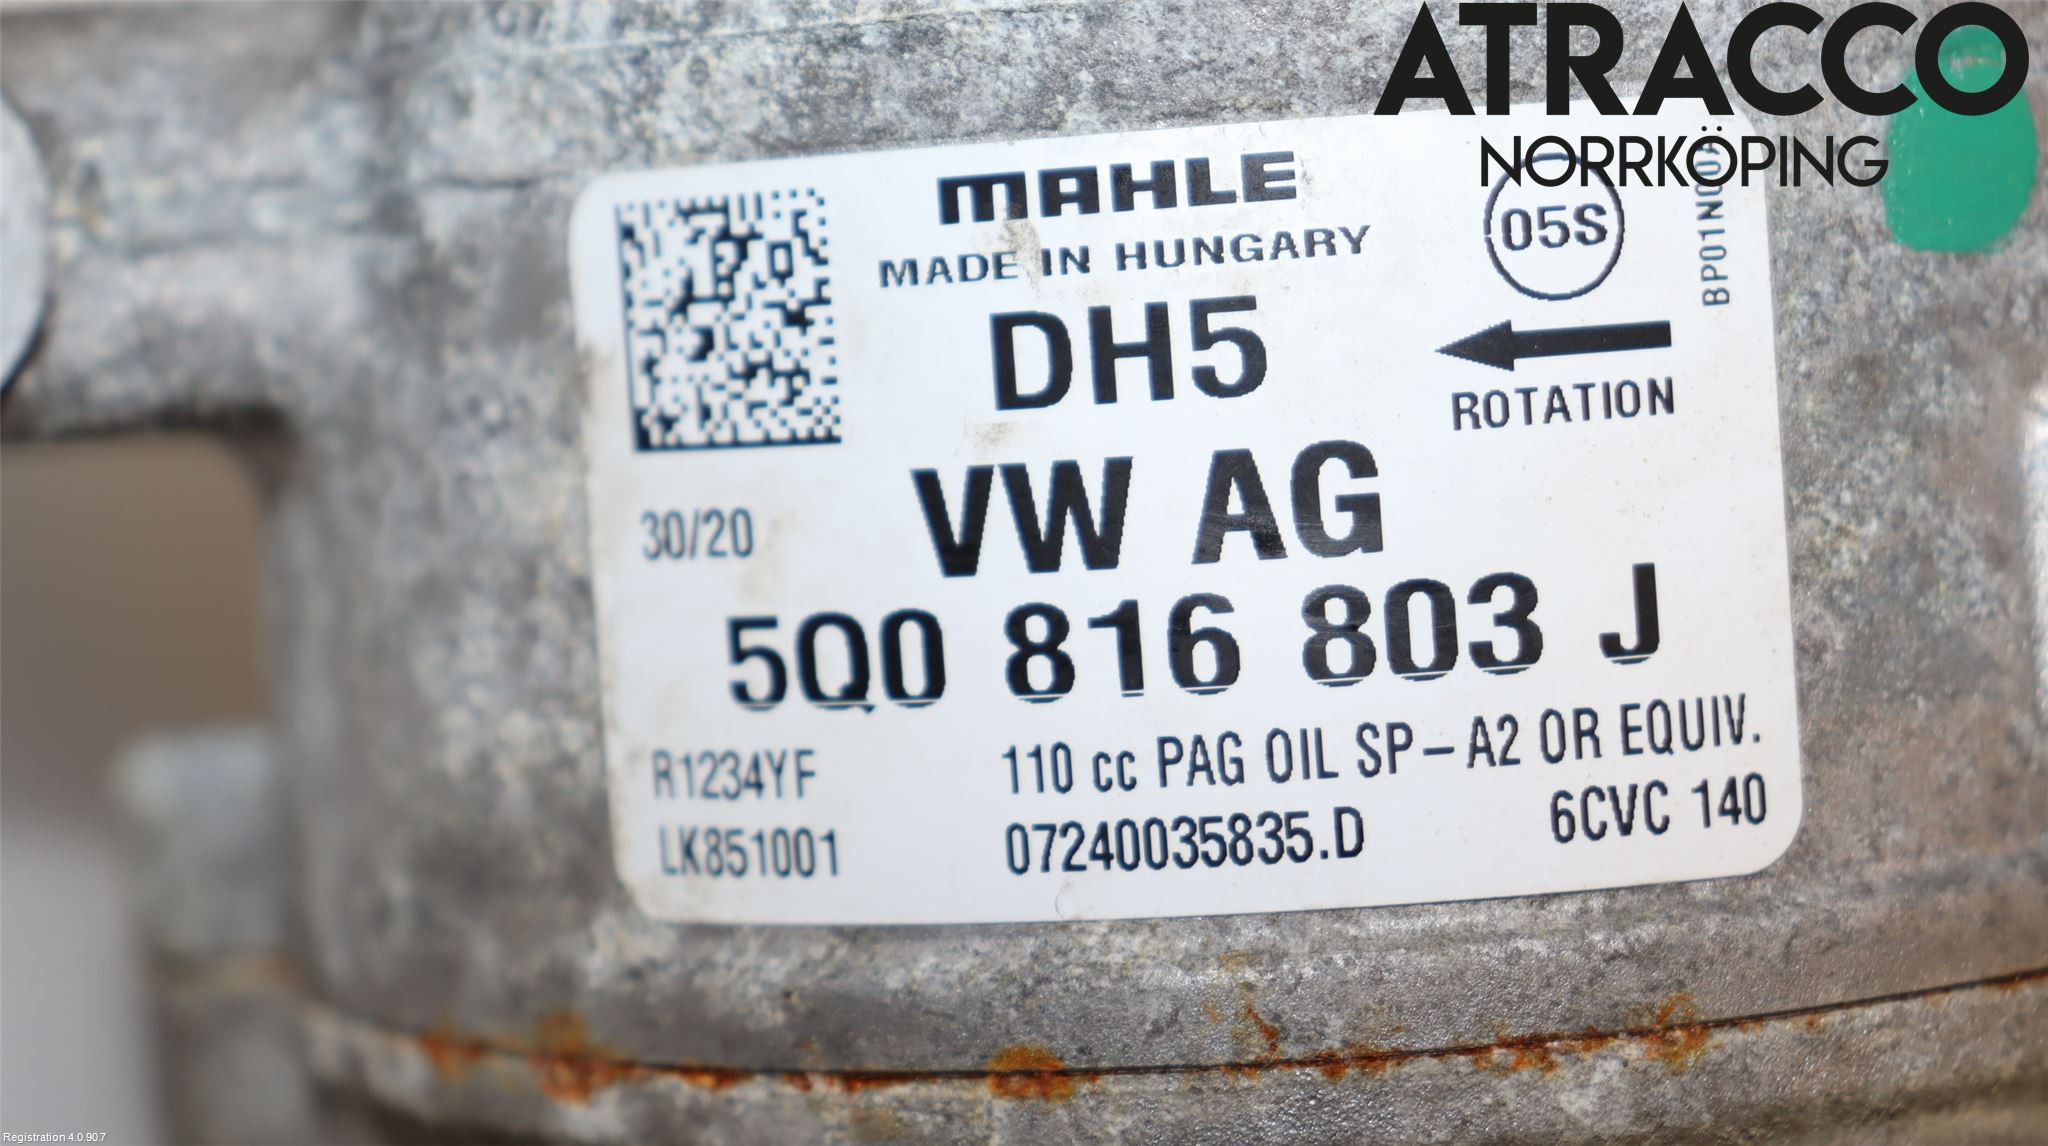 ATRACCO
NORRKÖPING
MAHLE
MADE IN HUNGARY
05S
DH5
ROTATION
VW AG
30/20
5Q0 816 803 J
R1234YF
110 cc PAG OIL SP-A2 OR EQUIV.
LK851001
07240035835.D
6CVC 140
Registration 4.0.90.7